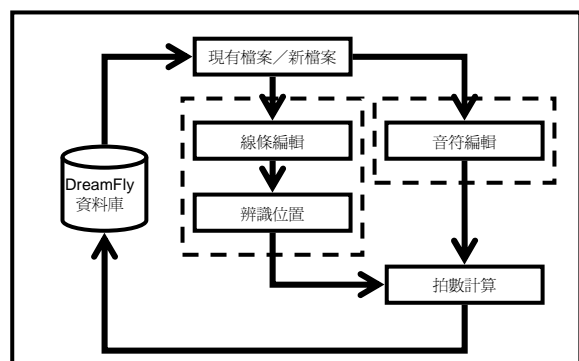 現有檔案／新檔案
線條編輯
音符編輯
DreamFly
資料庫
辨識位置
拍數計算